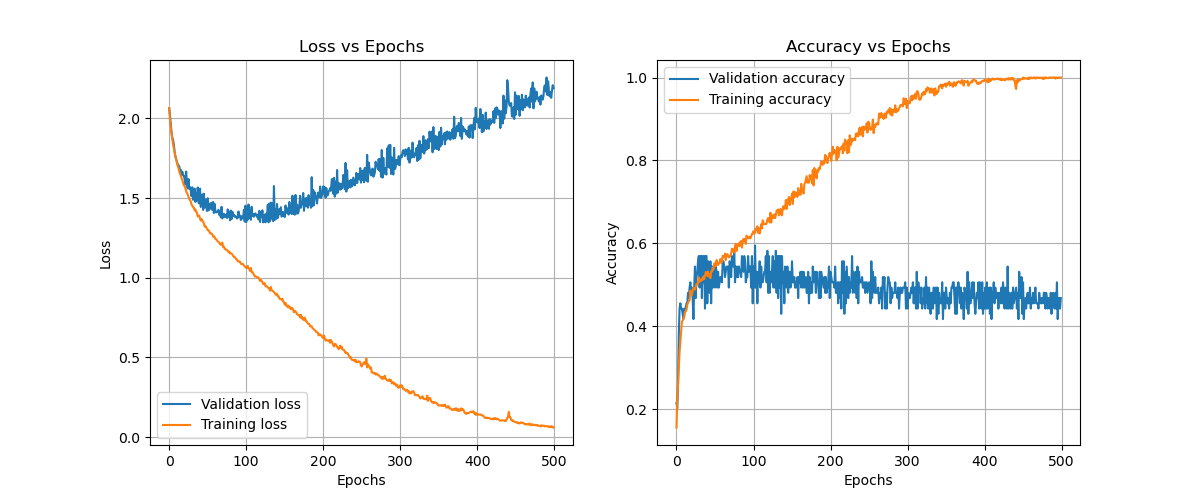 Loss vs Epochs
Loss
2.0
1.5
1.0
0.5
0.0
Validation loss
Training loss
0 100 200 300 400 500
Epochs
Accuracy vs Epochs
Accuracy
1.0
0.8
0.6
0.4
0.2
Validation accuracy
Training accuracy
0 100 200 300 400 500
Epochs